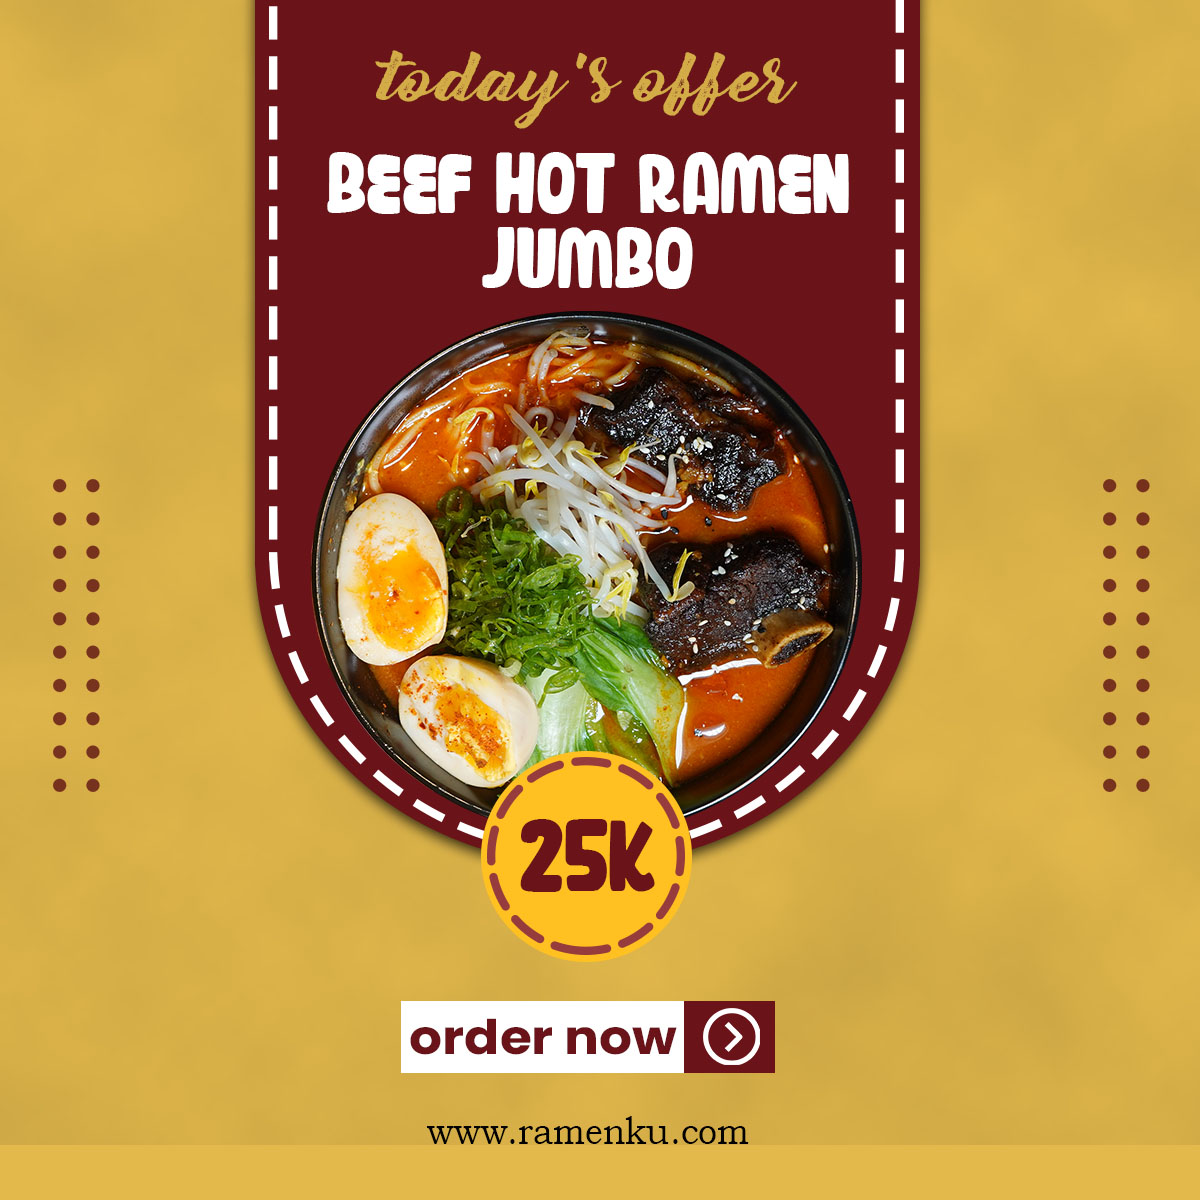 today's offer
BEEF HOT RAMEN
JUMBO
25K
order now
www.ramenku.com